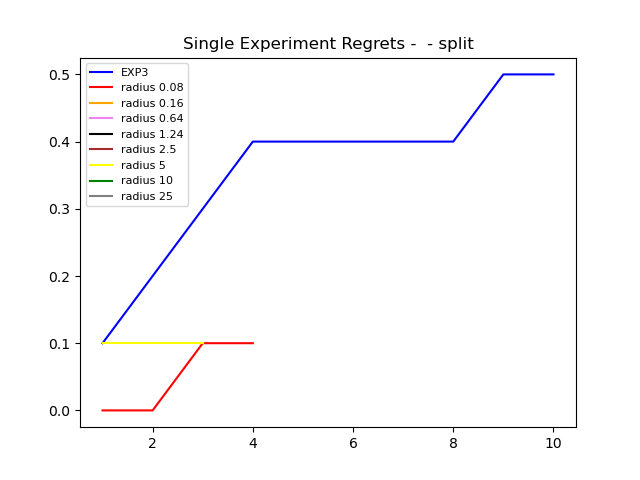 Single Experiment Regrets -  - split
EXP3
radius 0.08
radius 0.16
radius 0.64
radius 1.24
radius 2.5
radius 5
radius 10
radius 25
0.5
0.4
0.3
0.2
0.1
0.0
2 4 6 8 10